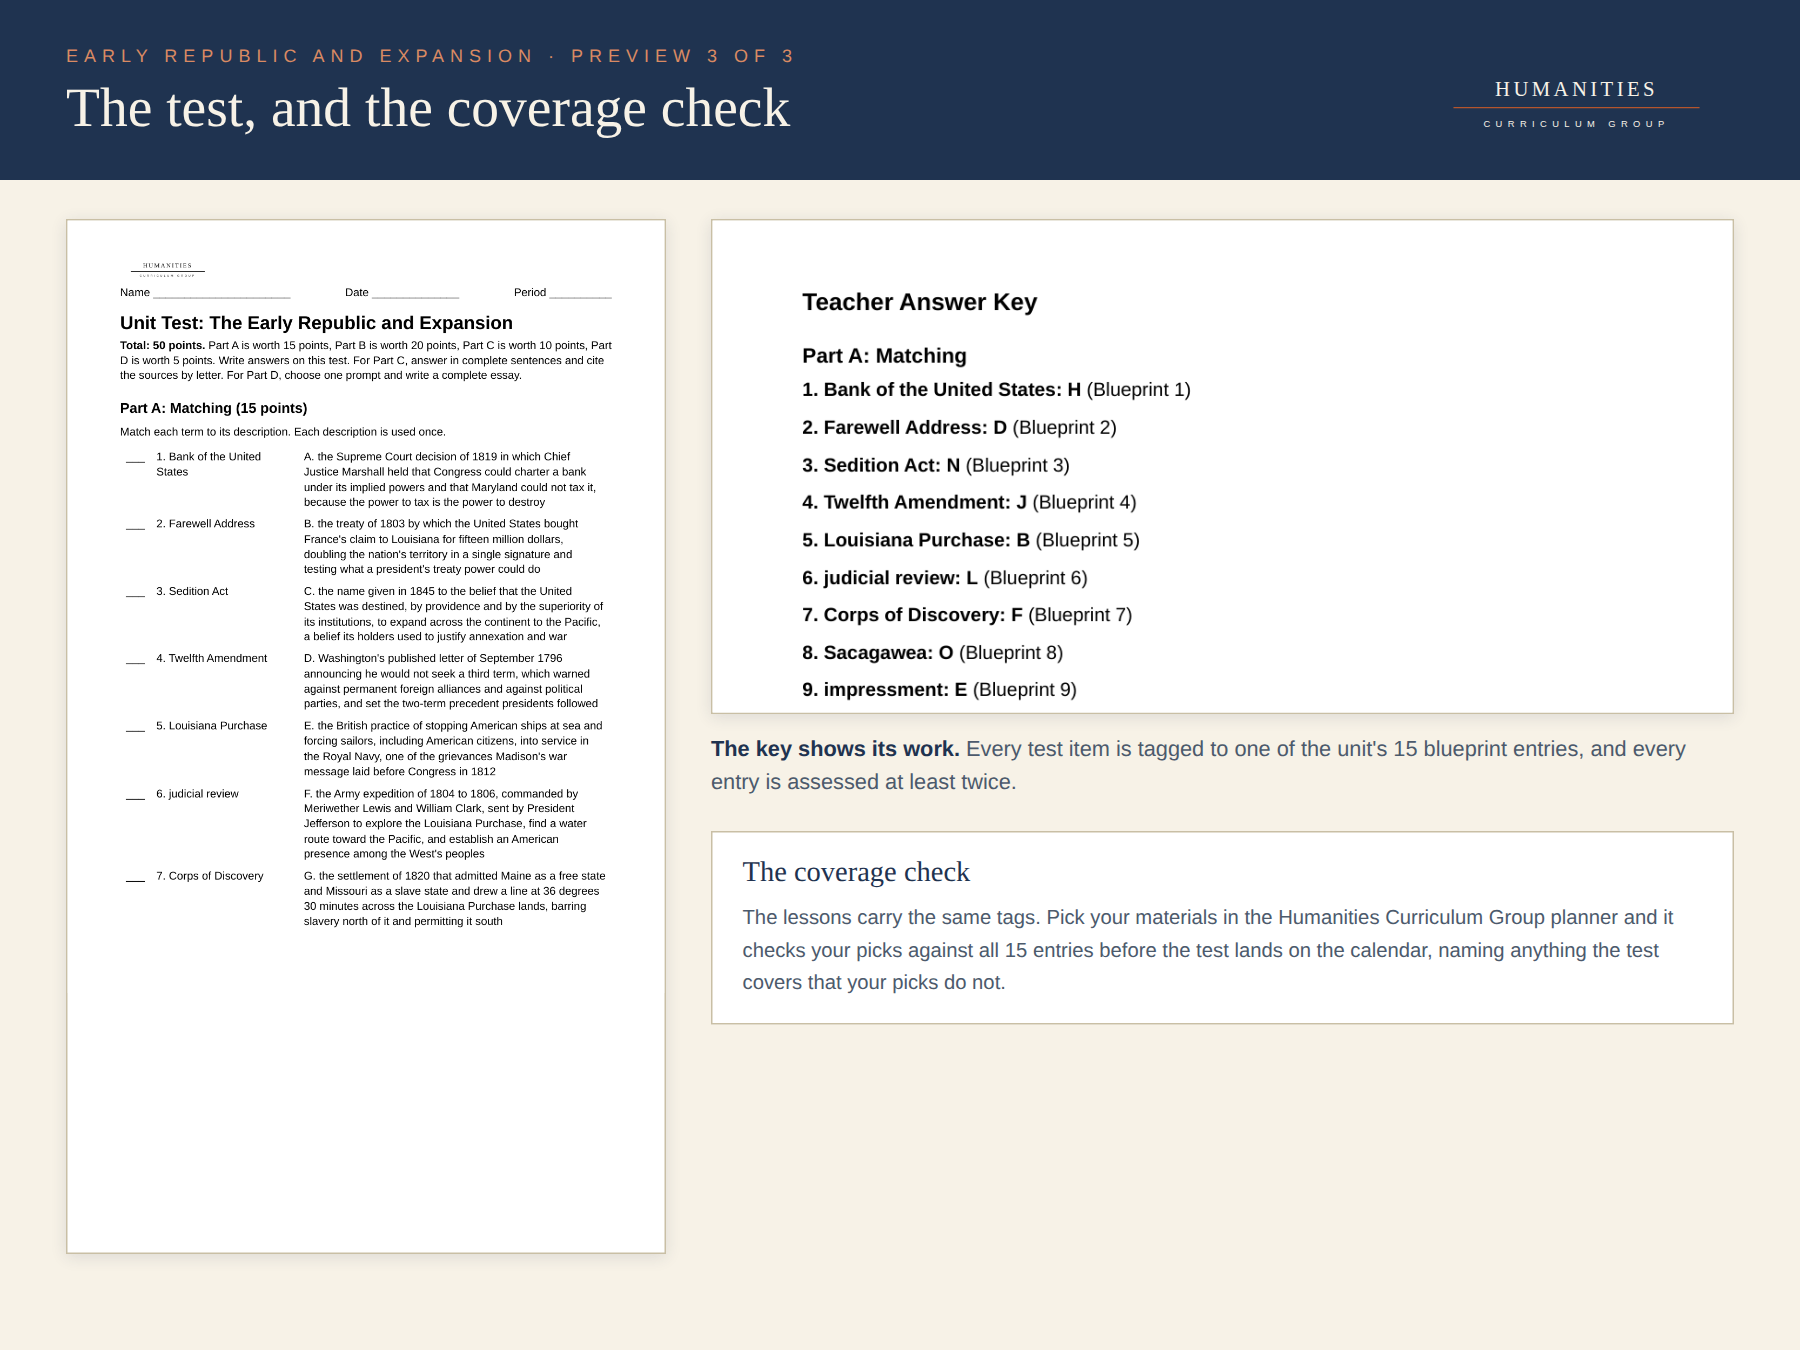 EARLY REPUBLIC AND EXPANSION · PREVIEW 3 OF 3
The test, and the coverage check
HUMANITIES
CURRICULUM GROUP
HUMANITIES
CURRICULUM GROUP
Name ______________________ Date ______________ Period __________
Unit Test: The Early Republic and Expansion
Total: 50 points. Part A is worth 15 points, Part B is worth 20 points, Part C is worth 10 points, Part
D is worth 5 points. Write answers on this test. For Part C, answer in complete sentences and cite
the sources by letter. For Part D, choose one prompt and write a complete essay.
Part A: Matching (15 points)
Match each term to its description. Each description is used once.
___ 1. Bank of the United
States
A. the Supreme Court decision of 1819 in which Chief
Justice Marshall held that Congress could charter a bank
under its implied powers and that Maryland could not tax it,
because the power to tax is the power to destroy
___ 2. Farewell Address
B. the treaty of 1803 by which the United States bought
France's claim to Louisiana for fifteen million dollars,
doubling the nation's territory in a single signature and
testing what a president's treaty power could do
___ 3. Sedition Act
C. the name given in 1845 to the belief that the United
States was destined, by providence and by the superiority of
its institutions, to expand across the continent to the Pacific,
a belief its holders used to justify annexation and war
___ 4. Twelfth Amendment
D. Washington's published letter of September 1796
announcing he would not seek a third term, which warned
against permanent foreign alliances and against political
parties, and set the two-term precedent presidents followed
___ 5. Louisiana Purchase
E. the British practice of stopping American ships at sea and
forcing sailors, including American citizens, into service in
the Royal Navy, one of the grievances Madison's war
message laid before Congress in 1812
___ 6. judicial review
F. the Army expedition of 1804 to 1806, commanded by
Meriwether Lewis and William Clark, sent by President
Jefferson to explore the Louisiana Purchase, find a water
route toward the Pacific, and establish an American
presence among the West's peoples
___ 7. Corps of Discovery
G. the settlement of 1820 that admitted Maine as a free state
and Missouri as a slave state and drew a line at 36 degrees
30 minutes across the Louisiana Purchase lands, barring
slavery north of it and permitting it south
Teacher Answer Key
Part A: Matching
1. Bank of the United States: H (Blueprint 1)
2. Farewell Address: D (Blueprint 2)
3. Sedition Act: N (Blueprint 3)
4. Twelfth Amendment: J (Blueprint 4)
5. Louisiana Purchase: B (Blueprint 5)
6. judicial review: L (Blueprint 6)
7. Corps of Discovery: F (Blueprint 7)
8. Sacagawea: O (Blueprint 8)
9. impressment: E (Blueprint 9)
The key shows its work. Every test item is tagged to one of the unit's 15 blueprint entries, and every
entry is assessed at least twice.
The coverage check
The lessons carry the same tags. Pick your materials in the Humanities Curriculum Group planner and it
checks your picks against all 15 entries before the test lands on the calendar, naming anything the test
covers that your picks do not.